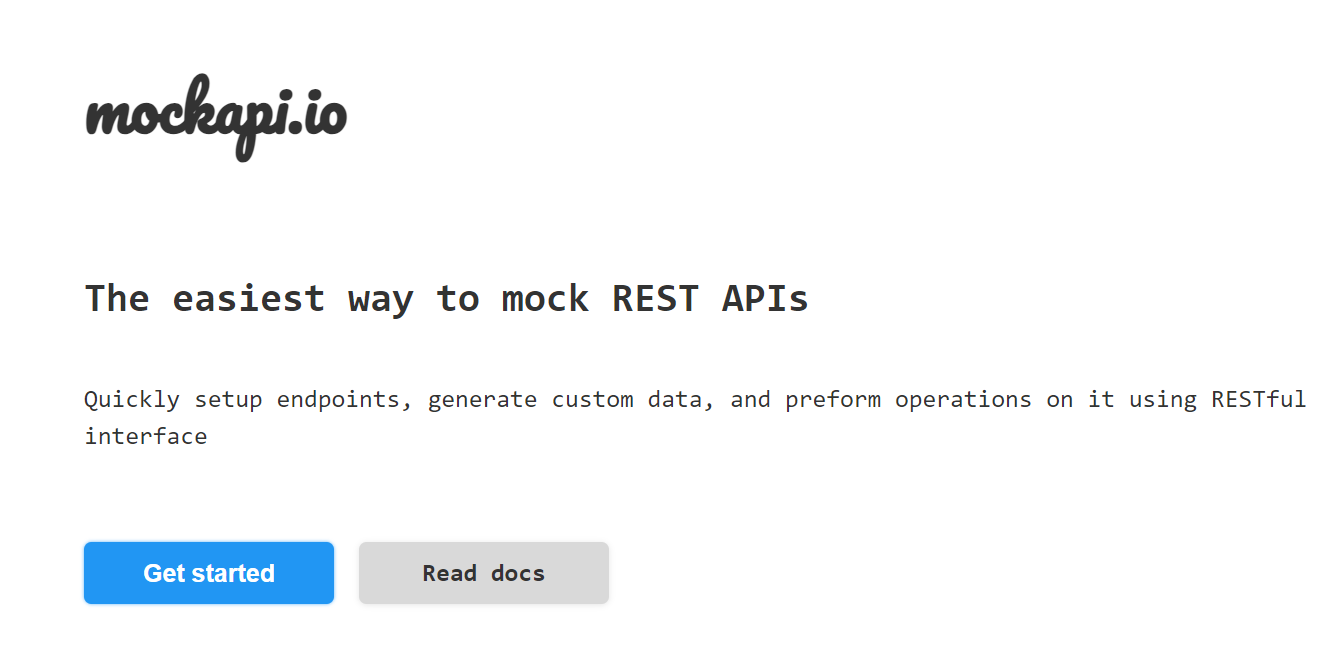 mockapi.io
The easiest way to mock REST APIs
Quickly setup endpoints, generate custom data, and preform operations on it using RESTful
interface
Get started
Read docs